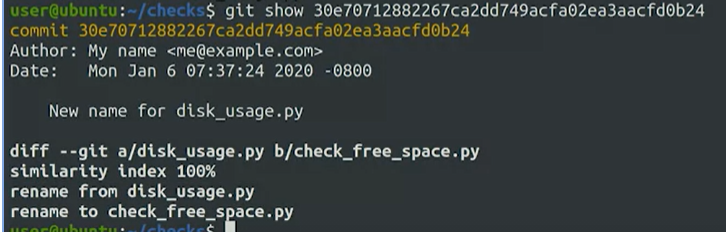 user@ubuntu:~/checks$ git show 30e70712882267ca2dd749acfa02ea3aacfd0b24
commit 30e70712882267ca2dd749acfa02ea3aacfd0b24
Author: My name <me@example.com>
Date:   Mon Jan 6 07:37:24 2020 -0800
    New name for disk_usage.py
diff --git a/disk_usage.py b/check_free_space.py
similarity index 100%
rename from disk_usage.py
rename to check_free_space.py
user@ubuntu:~/checks$